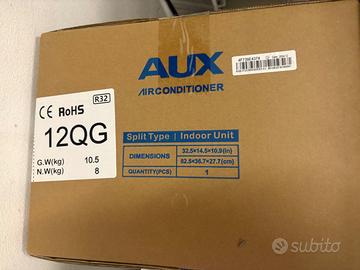 AUX
AIRCONDITIONER
CE RoHS
R32
12QG
G.W(kg) 10.5
N.W(kg) 8
Split Type | Indoor Unit
DIMENSIONS
32.5×14.5×10.9(in)
82.5×36.7×27.7(cm)
QUANTITY(PCS) 1
subito